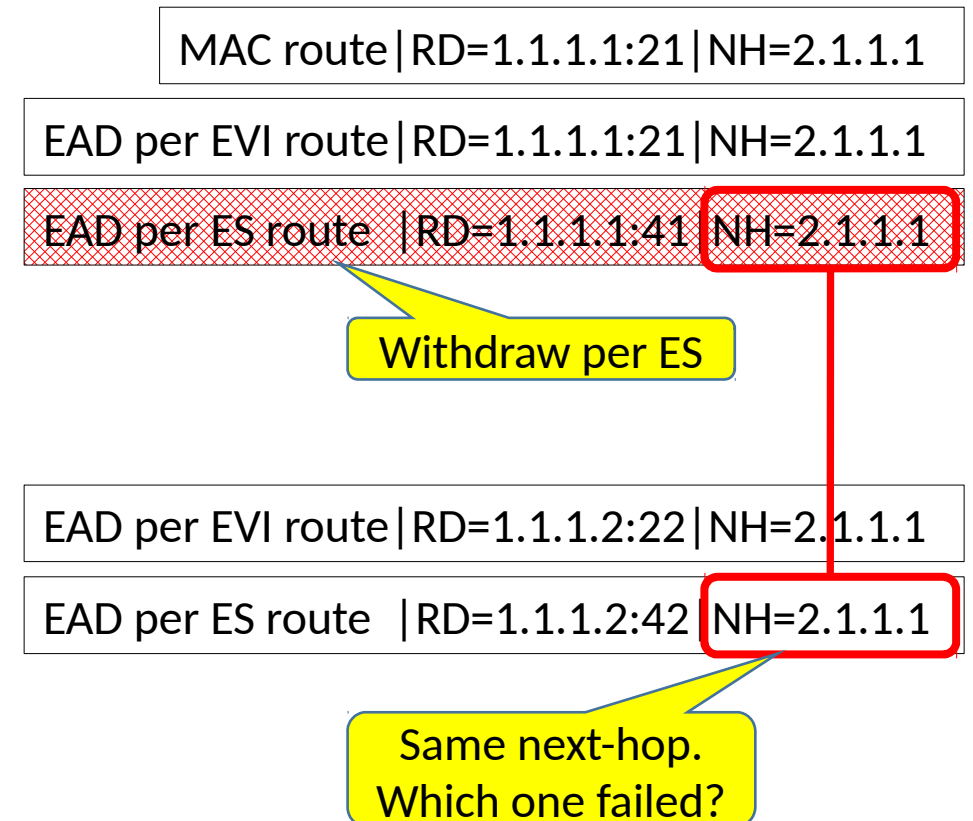 MAC route|RD=1.1.1.1:21|NH=2.1.1.1
EAD per EVI route|RD=1.1.1.1:21|NH=2.1.1.1
EAD per ES route |RD=1.1.1.1:41|NH=2.1.1.1
Withdraw per ES
EAD per EVI route|RD=1.1.1.2:22|NH=2.1.1.1
EAD per ES route |RD=1.1.1.2:42|NH=2.1.1.1
Same next-hop.
Which one failed?